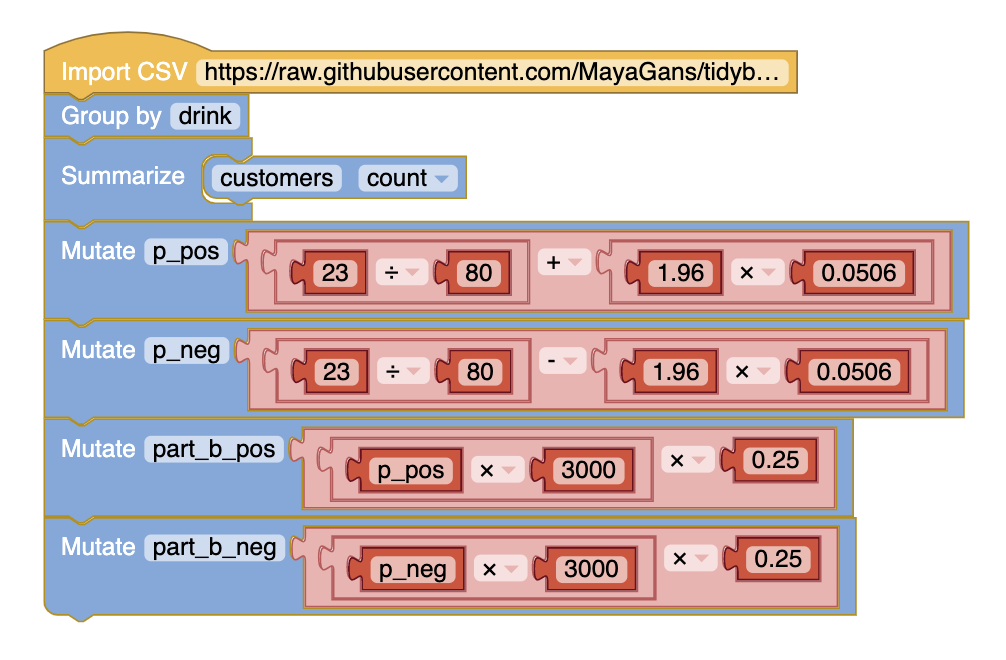 Import CSV https://raw.githubusercontent.com/MayaGans/tidyb…
Group by drink
Summarize customers count
Mutate p_pos 23 ÷ 80 + 1.96 × 0.0506
Mutate p_neg 23 ÷ 80 - 1.96 × 0.0506
Mutate part_b_pos p_pos × 3000 × 0.25
Mutate part_b_neg p_neg × 3000 × 0.25